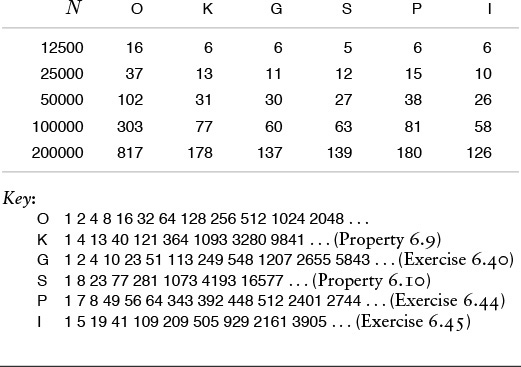 N O K G S P I
12500 16 6 6 5 6 6
25000 37 13 11 12 15 10
50000 102 31 30 27 38 26
100000 303 77 60 63 81 58
200000 817 178 137 139 180 126
Key:
O 1 2 4 8 16 32 64 128 256 512 1024 2048 . . .
K 1 4 13 40 121 364 1093 3280 9841 . . . (Property 6.9)
G 1 2 4 10 23 51 113 249 548 1207 2655 5843 . . . (Exercise 6.40)
S 1 8 23 77 281 1073 4193 16577 . . . (Property 6.10)
P 1 7 8 49 56 64 343 392 448 512 2401 2744 . . . (Exercise 6.44)
I 1 5 19 41 109 209 505 929 2161 3905 . . . (Exercise 6.45)